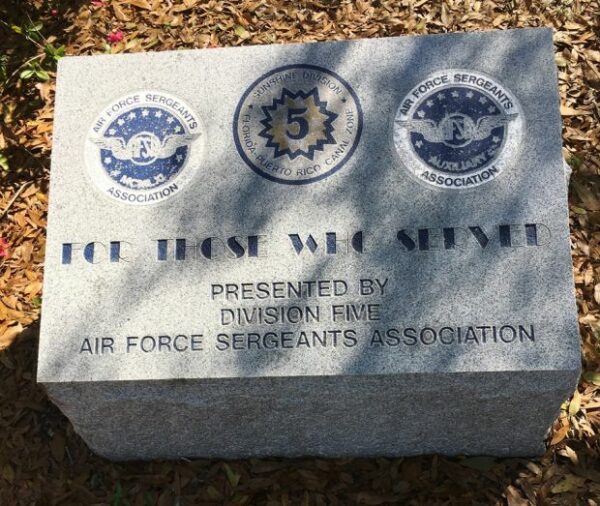 AIR FORCE SERGEANTS
MCMLXI
ASSOCIATION
SUNSHINE DIVISION
5
FLORIDA PUERTO RICO CANAL ZONE
AIR FORCE SERGEANTS
AUXILIARY
ASSOCIATION
FOR THOSE WHO SERVED
PRESENTED BY
DIVISION FIVE
AIR FORCE SERGEANTS ASSOCIATION